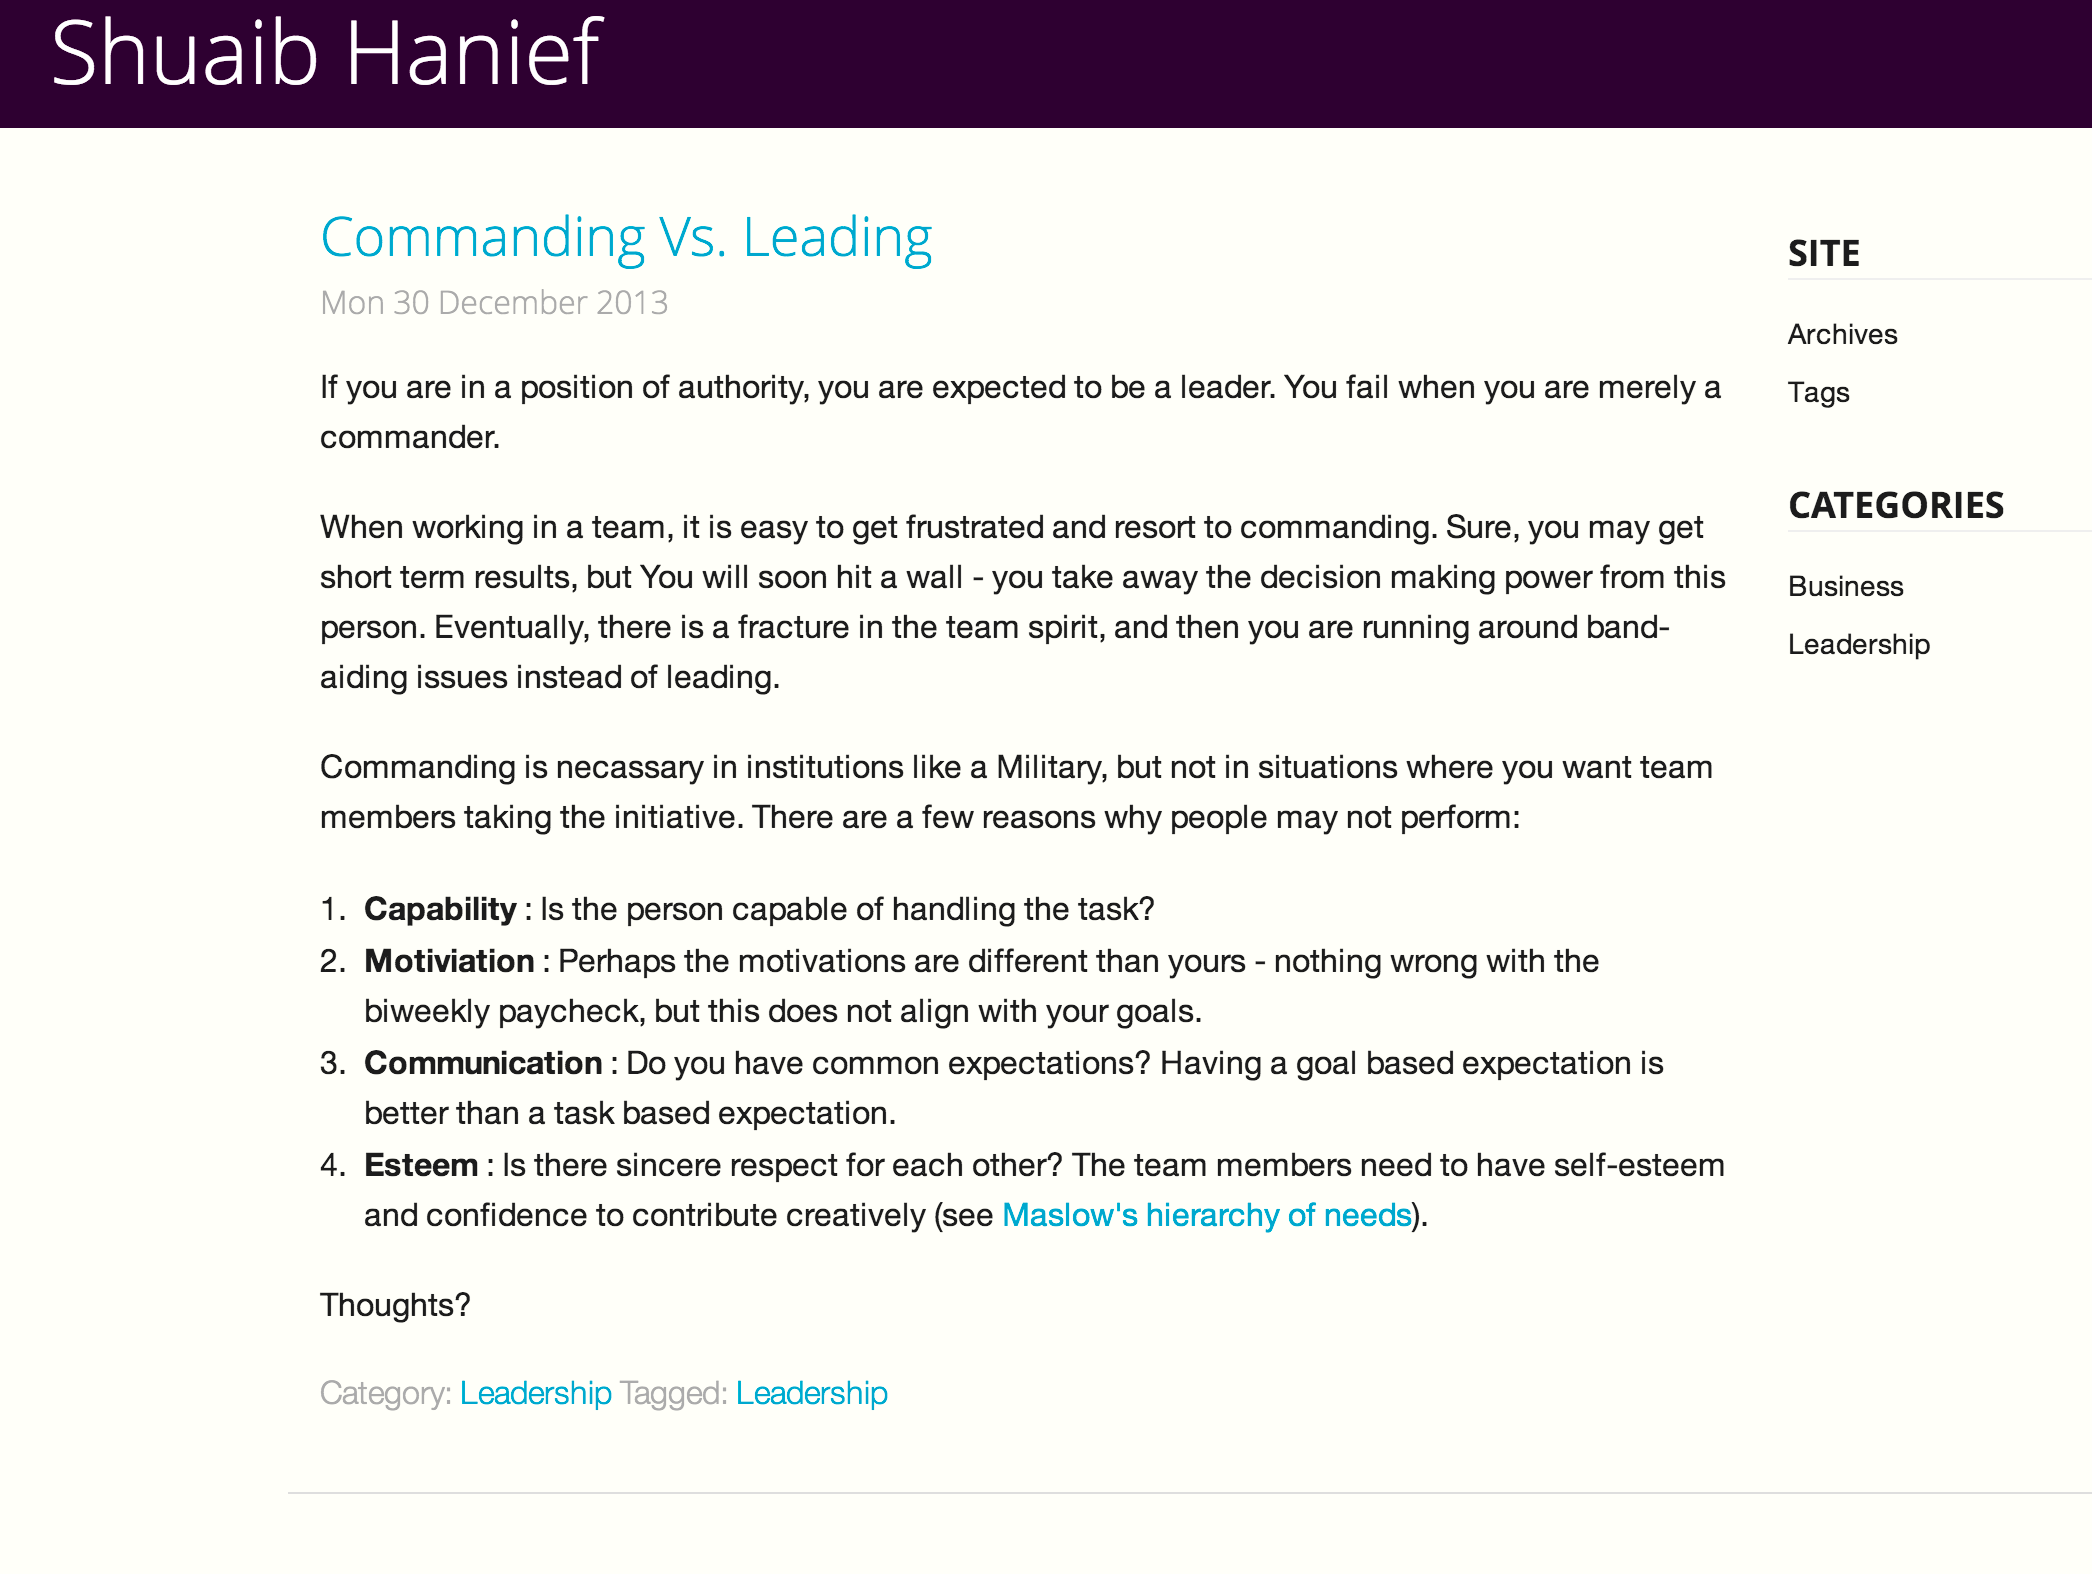 Shuaib Hanief
Commanding Vs. Leading
Mon 30 December 2013
If you are in a position of authority, you are expected to be a leader. You fail when you are merely a
commander.
When working in a team, it is easy to get frustrated and resort to commanding. Sure, you may get
short term results, but You will soon hit a wall - you take away the decision making power from this
person. Eventually, there is a fracture in the team spirit, and then you are running around band-
aiding issues instead of leading.
Commanding is necassary in institutions like a Military, but not in situations where you want team
members taking the initiative. There are a few reasons why people may not perform:
1. Capability : Is the person capable of handling the task?
2. Motiviation : Perhaps the motivations are different than yours - nothing wrong with the
biweekly paycheck, but this does not align with your goals.
3. Communication : Do you have common expectations? Having a goal based expectation is
better than a task based expectation.
4. Esteem : Is there sincere respect for each other? The team members need to have self-esteem
and confidence to contribute creatively (see Maslow's hierarchy of needs).
Thoughts?
Category: Leadership Tagged: Leadership
SITE
Archives
Tags
CATEGORIES
Business
Leadership